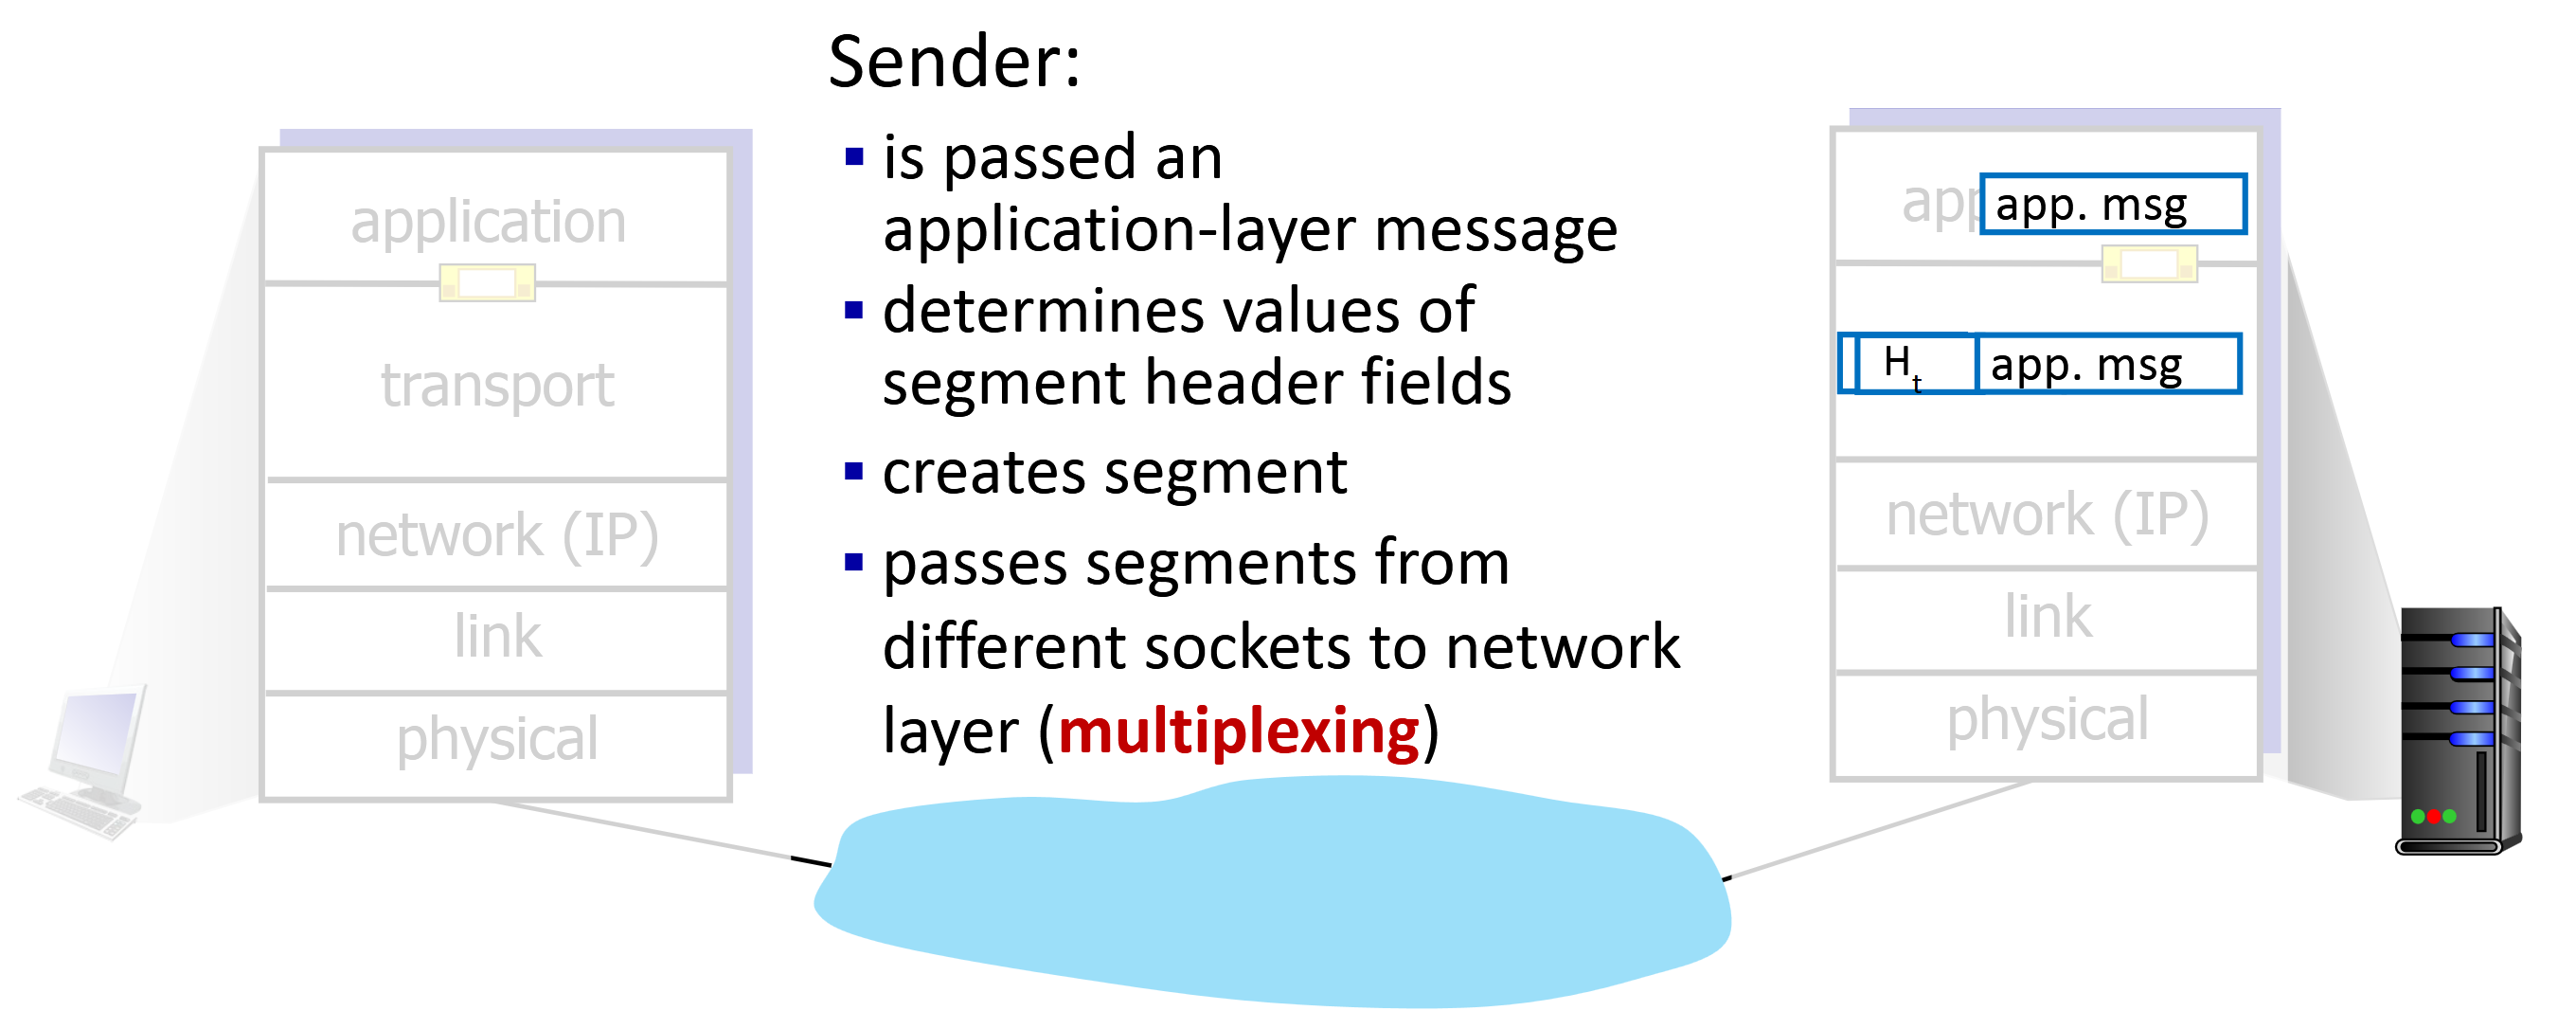 Sender:
is passed an
application-layer message
determines values of
segment header fields
creates segment
passes segments from
different sockets to network
layer (multiplexing)
application
transport
network (IP)
link
physical
app
app. msg
Ht app. msg
network (IP)
link
physical